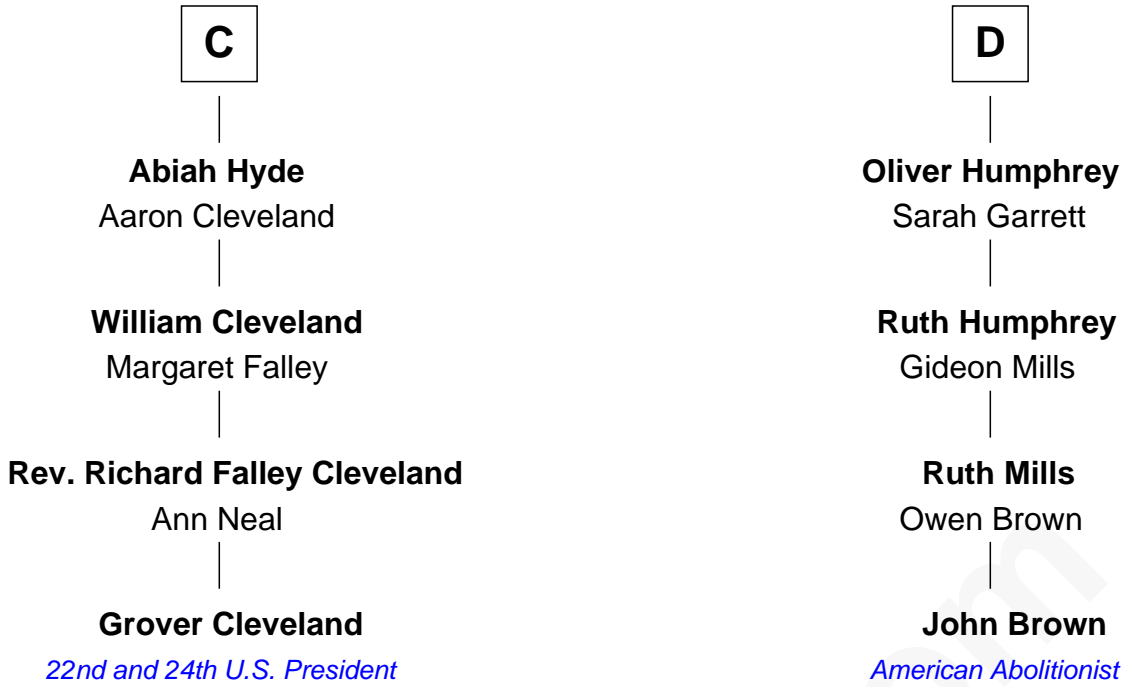 C
Abiah Hyde
Aaron Cleveland
William Cleveland
Margaret Falley
Rev. Richard Falley Cleveland
Ann Neal
Grover Cleveland
22nd and 24th U.S. President
D
Oliver Humphrey
Sarah Garrett
Ruth Humphrey
Gideon Mills
Ruth Mills
Owen Brown
John Brown
American Abolitionist